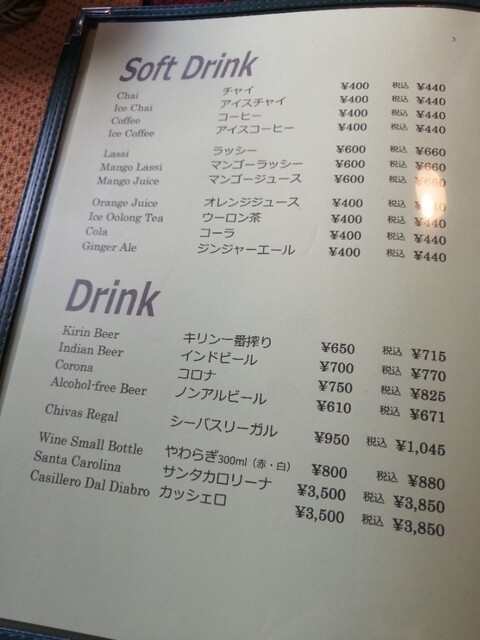 Soft Drink
Chai チャイ ¥400 税込 ¥440
Ice Chai アイスチャイ ¥400 税込 ¥440
Coffee コーヒー ¥400 税込 ¥440
Ice Coffee アイスコーヒー ¥400 税込 ¥440
Lassi ラッシー ¥600 税込 ¥660
Mango Lassi マンゴーラッシー ¥600 税込 ¥660
Mango Juice マンゴージュース ¥600 税込 ¥660
Orange Juice オレンジジュース ¥400 税込 ¥440
Ice Oolong Tea ウーロン茶 ¥400 税込 ¥440
Cola コーラ ¥400 税込 ¥440
Ginger Ale ジンジャーエール ¥400 税込 ¥440
Drink
Kirin Beer キリン一番搾り ¥650 税込 ¥715
Indian Beer インドビール ¥700 税込 ¥770
Corona コロナ ¥750 税込 ¥825
Alcohol-free Beer ノンアルビール ¥610 税込 ¥671
Chivas Regal シーバスリーガル ¥950 税込 ¥1,045
Wine Small Bottle やわらぎ300ml（赤・白） ¥800 税込 ¥880
Santa Carolina サンタカロリーナ ¥3,500 税込 ¥3,850
Casillero Dal Diabro カッシェロ ¥3,500 税込 ¥3,850